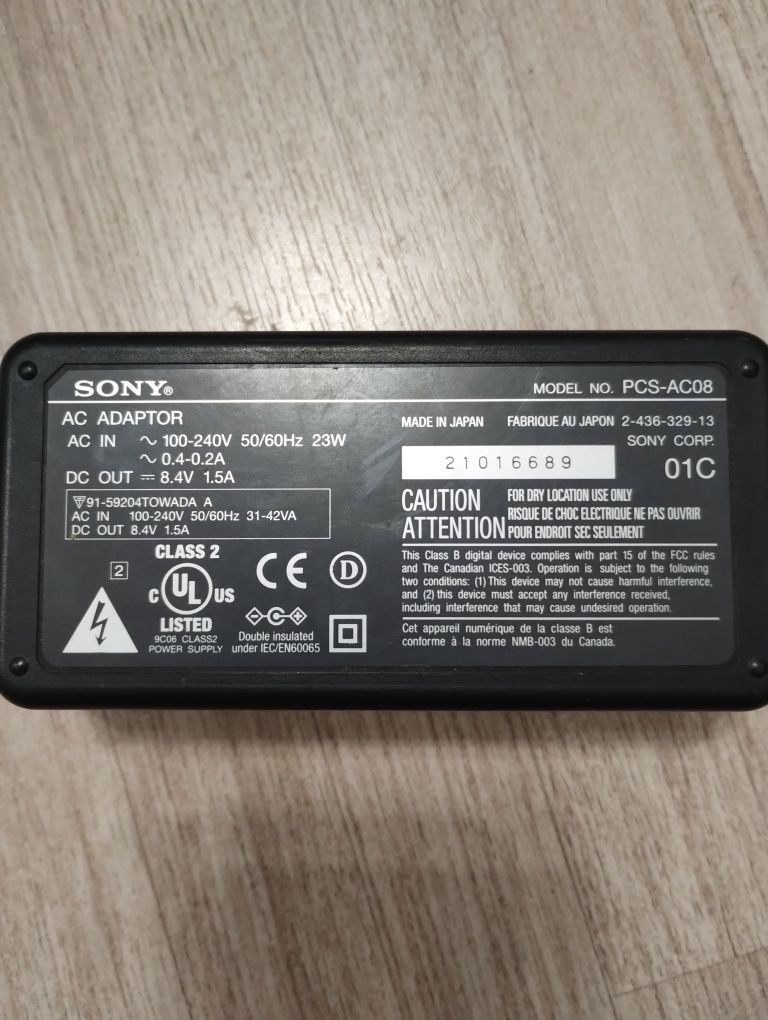 SONY®
MODEL NO. PCS-AC08
AC ADAPTOR
AC IN ~ 100-240V 50/60Hz 23W
~ 0.4-0.2A
DC OUT ⎓ 8.4V 1.5A
91-59204TOWADA A
AC IN 100-240V 50/60Hz 31-42VA
DC OUT 8.4V 1.5A
CLASS 2
2
C UL US
LISTED
9C06 CLASS2
POWER SUPPLY
CE
D
Double insulated
under IEC/EN60065
MADE IN JAPAN FABRIQUE AU JAPON 2-436-329-13
SONY CORP.
21016689
01C
CAUTION FOR DRY LOCATION USE ONLY
ATTENTION RISQUE DE CHOC ELECTRIQUE NE PAS OUVRIR
POUR ENDROIT SEC SEULEMENT
This Class B digital device complies with part 15 of the FCC rules
and The Canadian ICES-003. Operation is subject to the following
two conditions: (1) This device may not cause harmful interference,
and (2) this device must accept any interference received,
including interference that may cause undesired operation.
Cet appareil numérique de la classe B est
conforme à la norme NMB-003 du Canada.